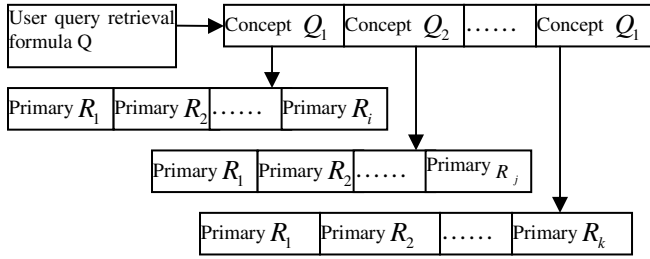 User query retrieval
formula Q
Concept Q₁ Concept Q₂ …… Concept Q₁
Primary R₁ Primary R₂ …… Primary Rᵢ
Primary R₁ Primary R₂ …… Primary Rⱼ
Primary R₁ Primary R₂ …… Primary Rₖ